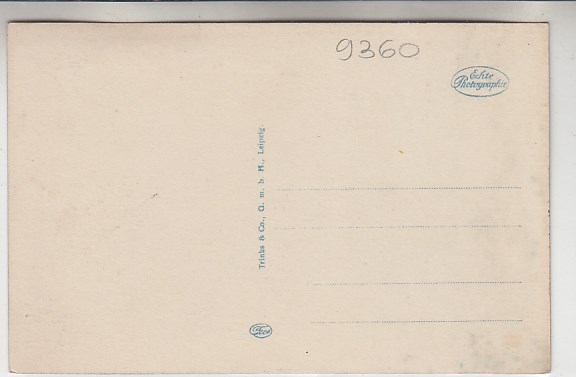 9360
Echte
Photographie
Trinks & Co., G. m. b. H., Leipzig